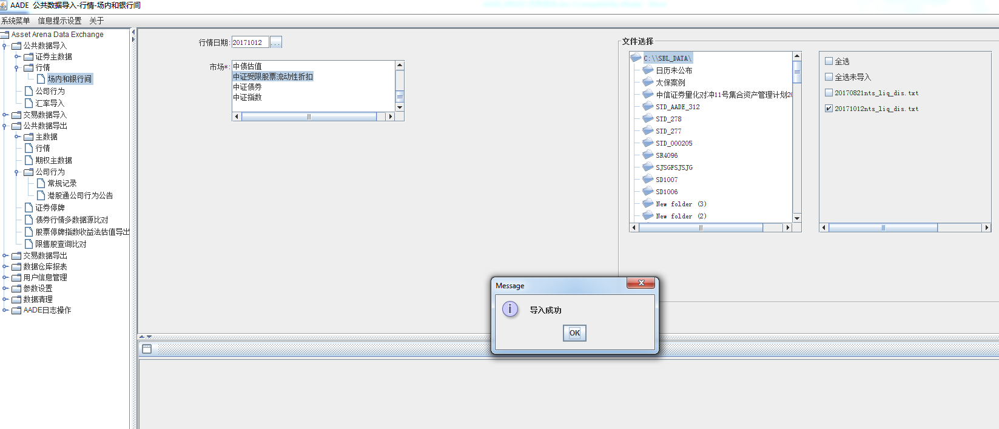 AADE 公共数据导入-行情-场内和银行间
系统菜单 信息提示设置 关于
Asset Arena Data Exchange
公共数据导入
证券主数据
行情
场内和银行间
公司行为
汇率导入
交易数据导入
公共数据导出
主数据
行情
期权主数据
公司行为
常规记录
港股通公司行为公告
证券停牌
债券行情多数据源比对
股票停牌指数收益法估值导出
限售股查询比对
交易数据导出
数据仓库报表
用户信息管理
参数设置
数据清理
AADE日志操作
行情日期: 20171012 ...
市场*:
中债估值
中证受限股票流动性折扣
中证债券
中证指数
文件选择
C:\\SBL_DATA\
日历未公布
太保案例
中信证券量化对冲11号集合资产管理计划20
STD_AADE_312
STD_278
STD_277
STD_000205
SR4096
SJSGFSJSJG
SD1007
SD1006
New folder (3)
New folder (2)
全选
全选未导入
20170821nts_liq_dis.txt
20171012nts_liq_dis.txt
Message
导入成功
OK